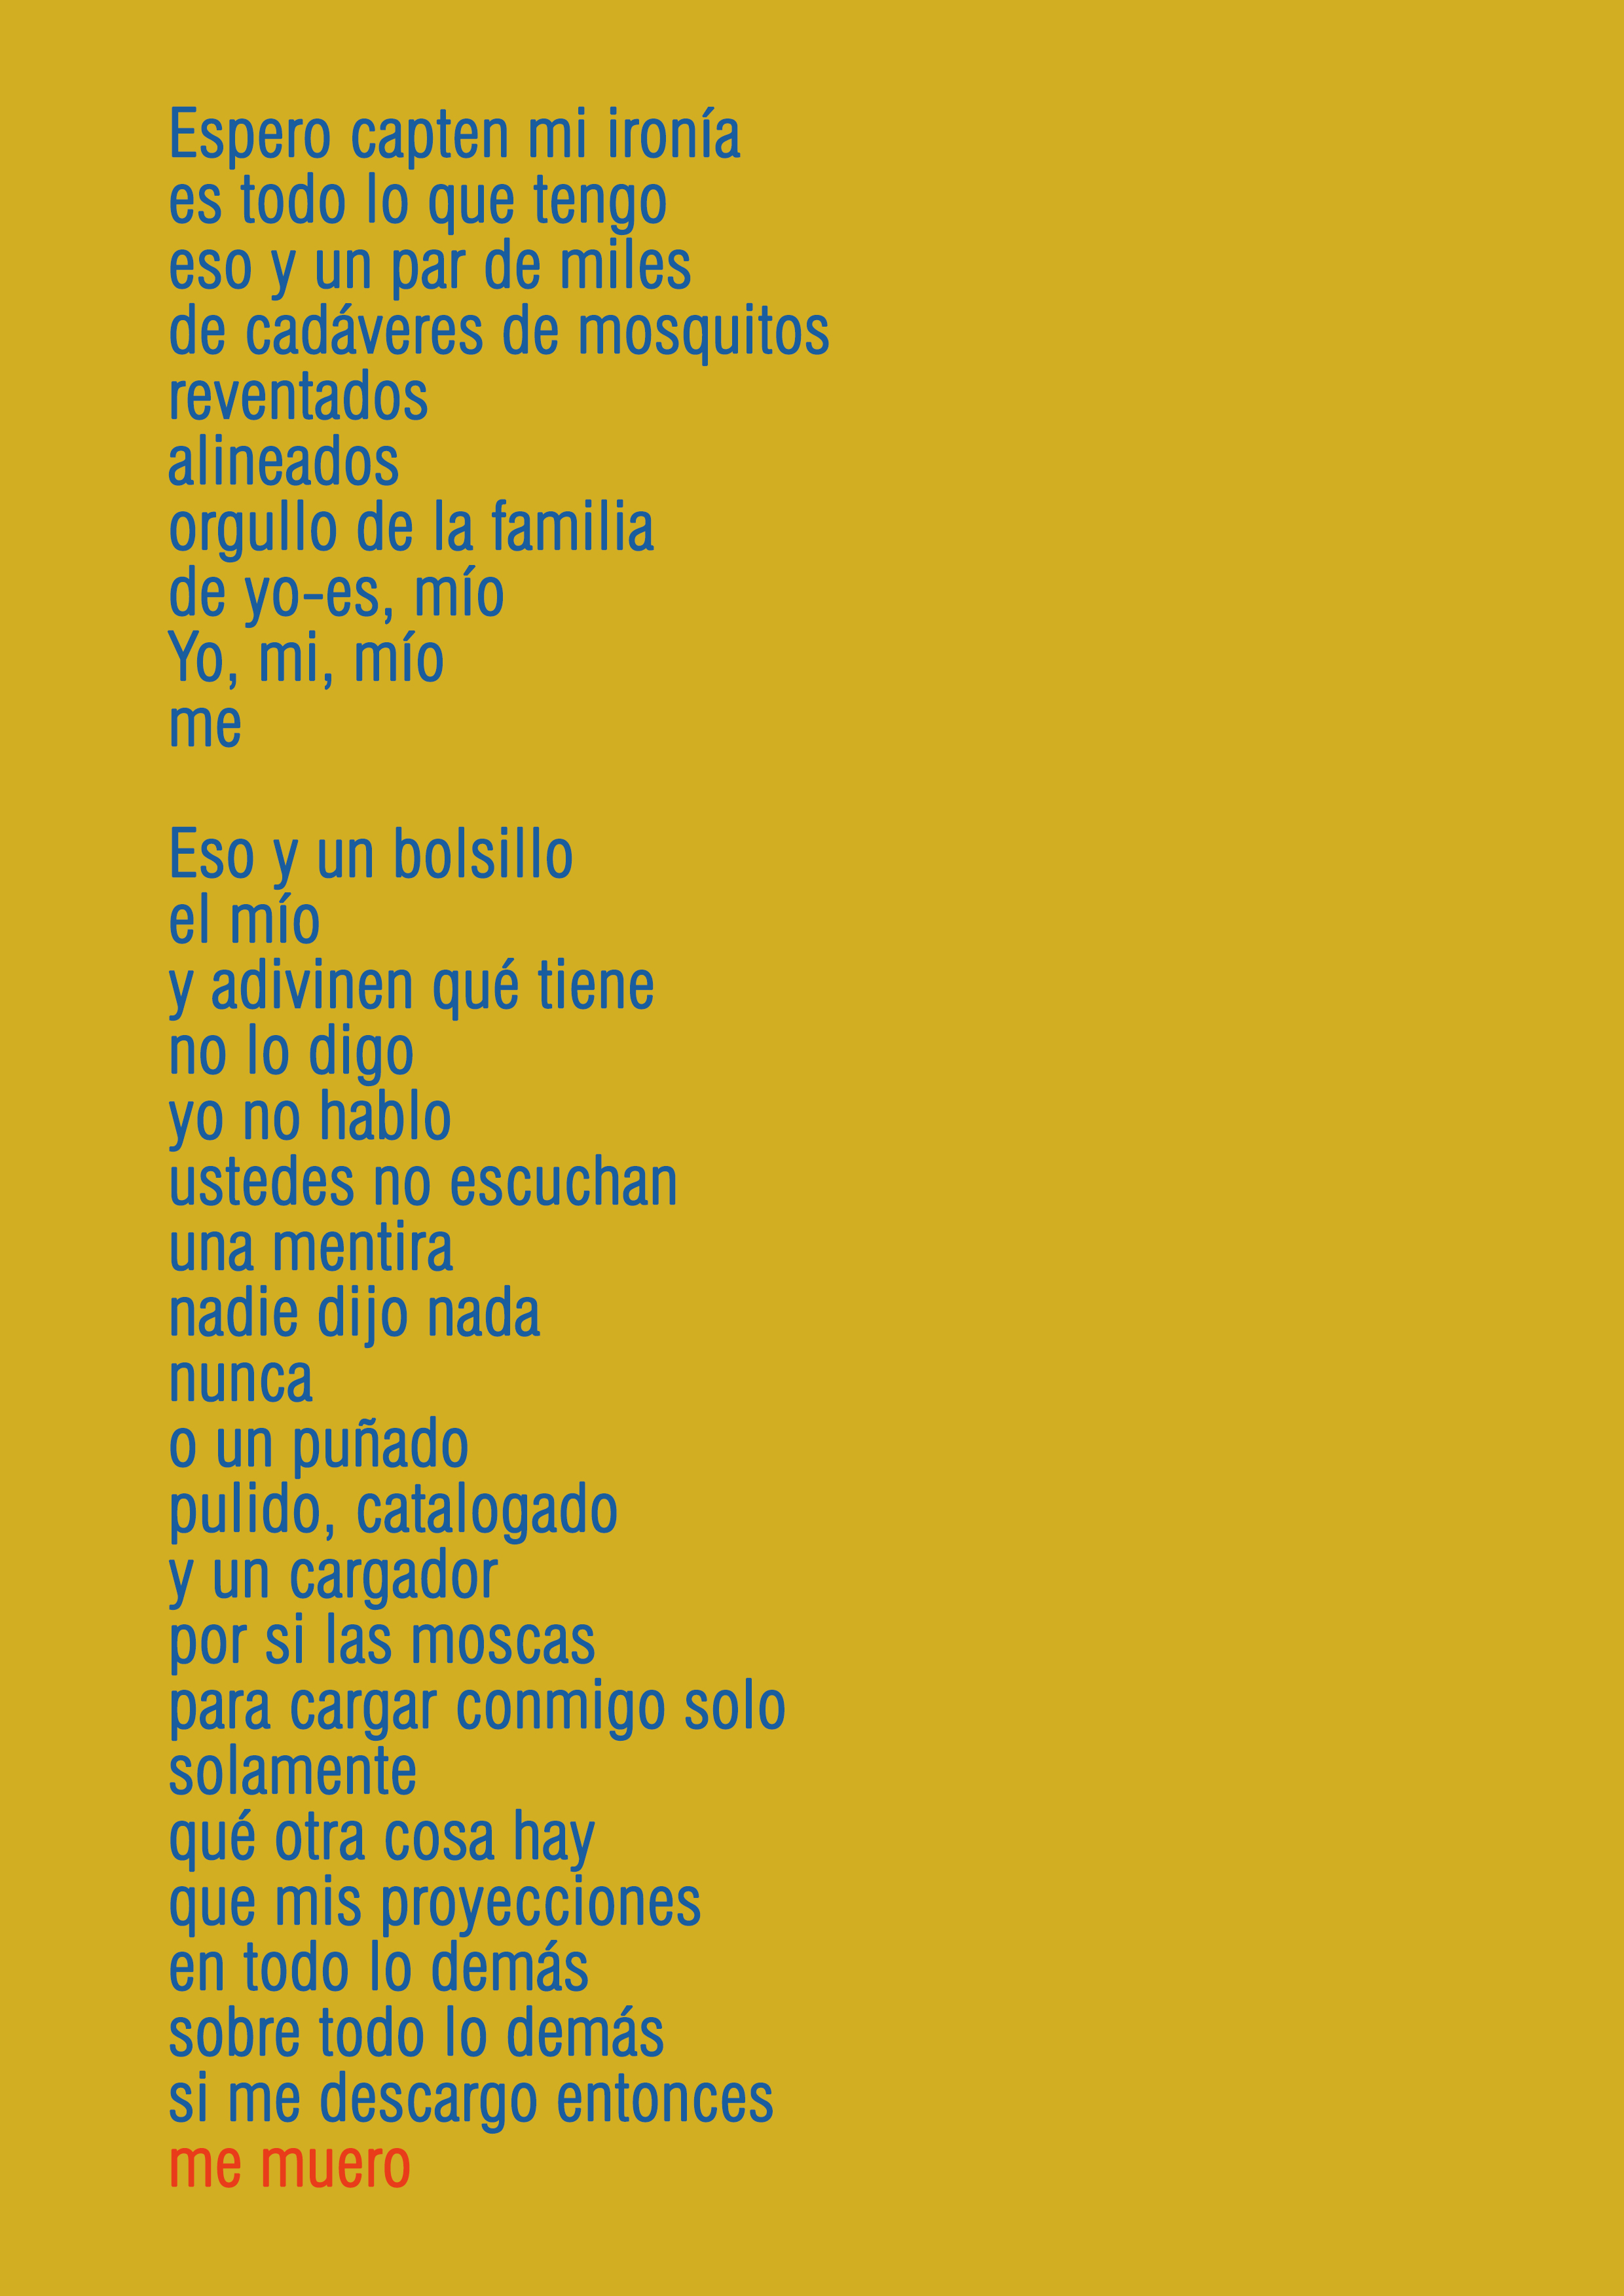 Espero capten mi ironía
es todo lo que tengo
eso y un par de miles
de cadáveres de mosquitos
reventados
alineados
orgullo de la familia
de yo-es, mío
Yo, mi, mío
me

Eso y un bolsillo
el mío
y adivinen qué tiene
no lo digo
yo no hablo
ustedes no escuchan
una mentira
nadie dijo nada
nunca
o un puñado
pulido, catalogado
y un cargador
por si las moscas
para cargar conmigo solo
solamente
qué otra cosa hay
que mis proyecciones
en todo lo demás
sobre todo lo demás
si me descargo entonces
me muero